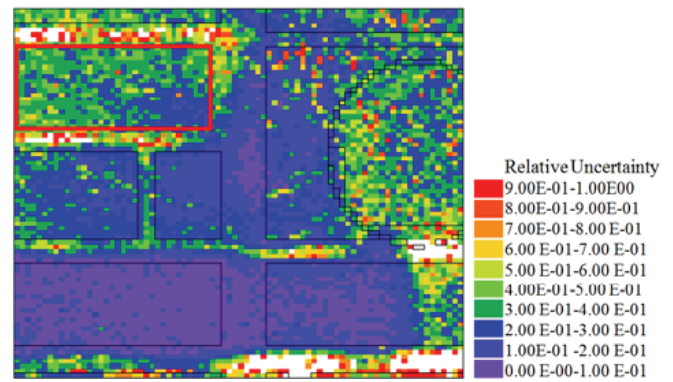 Relative Uncertainty
9.00E-01-1.00E00
8.00E-01-9.00E-01
7.00E-01-8.00 E-01
6.00 E-01-7.00 E-01
5.00 E-01-6.00 E-01
4.00E-01-5.00 E-01
3.00 E-01-4.00 E-01
2.00 E-01-3.00 E-01
1.00E-01 -2.00 E-01
0.00 E-00-1.00 E-01